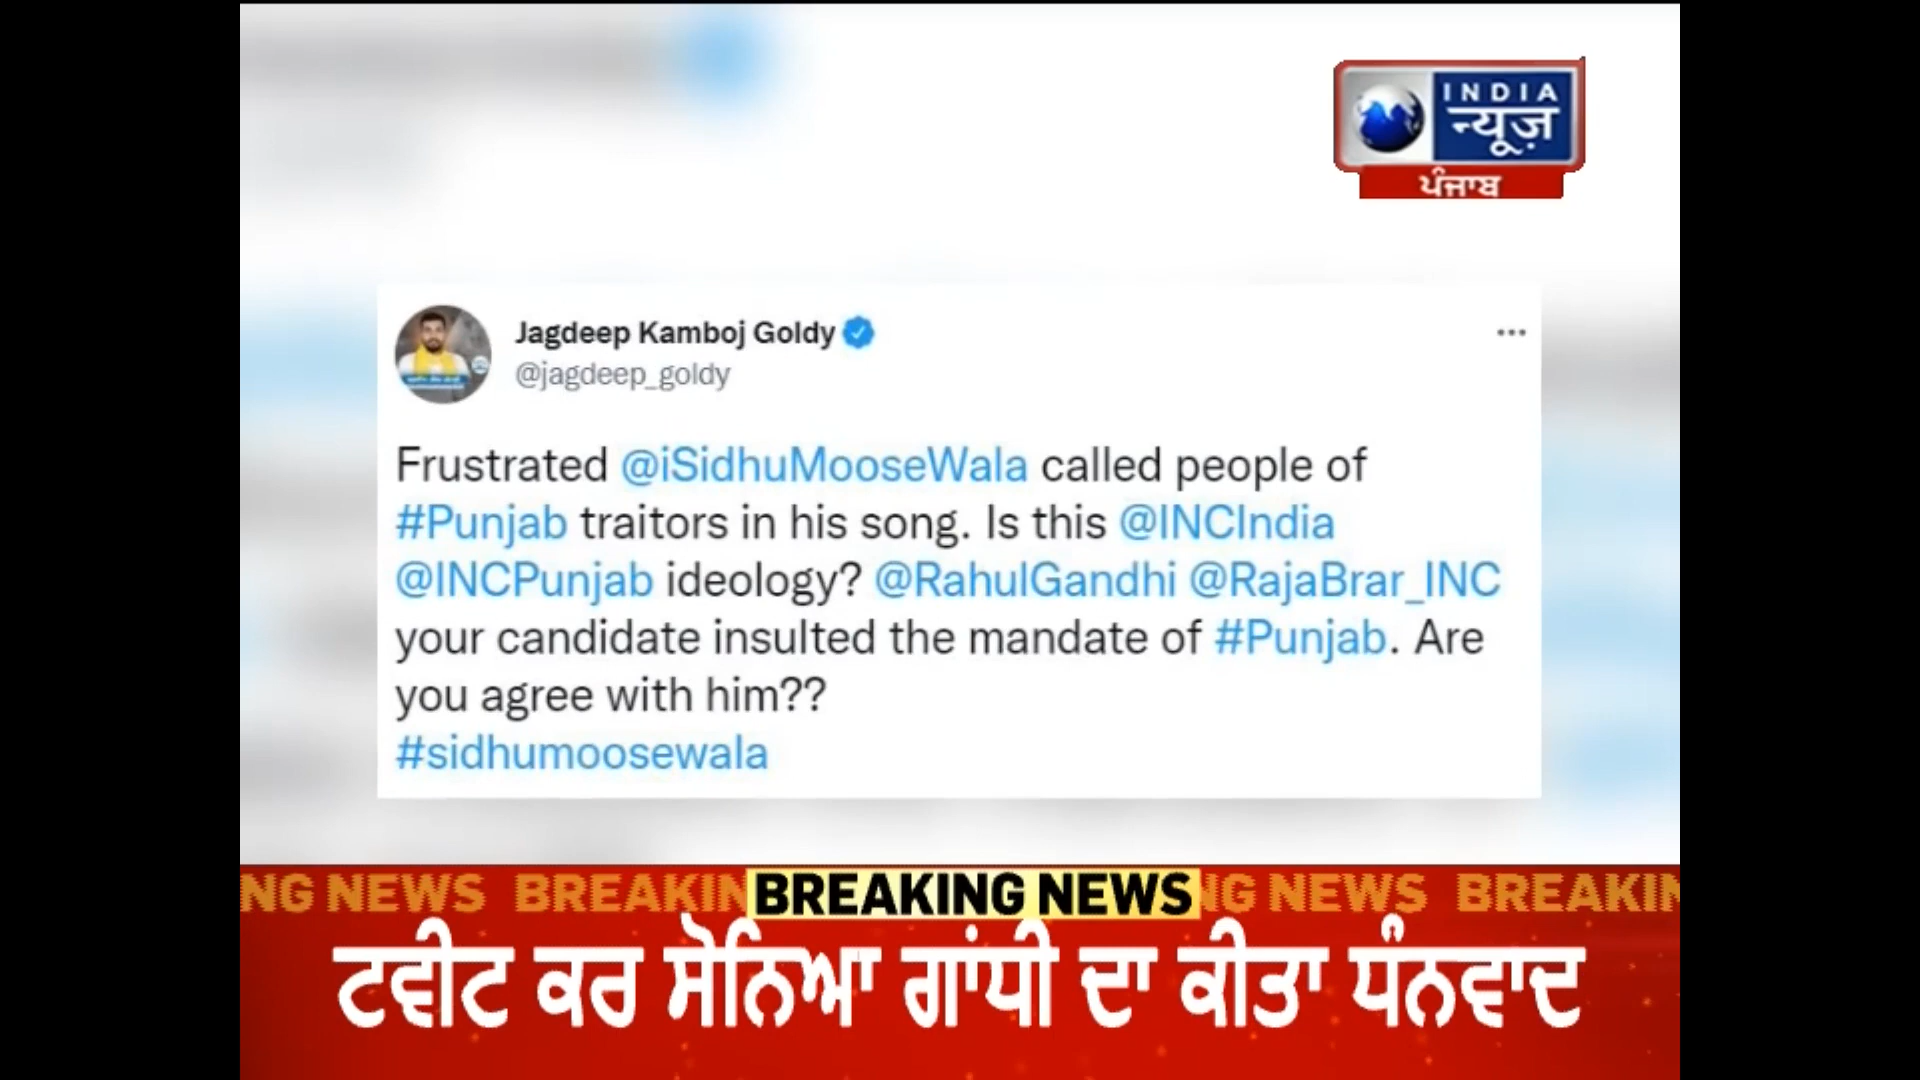 INDIA
न्यूज़
ਪੰਜਾਬ
Jagdeep Kamboj Goldy
@jagdeep_goldy
Frustrated @iSidhuMooseWala called people of
#Punjab traitors in his song. Is this @INCIndia
@INCPunjab ideology? @RahulGandhi @RajaBrar_INC
your candidate insulted the mandate of #Punjab. Are
you agree with him??
#sidhumoosewala
NG NEWS BREAKIN BREAKING NEWS NG NEWS BREAKIN
ਟਵੀਟ ਕਰ ਸੋਨਿਆ ਗਾਂਧੀ ਦਾ ਕੀਤਾ ਧੰਨਵਾਦ